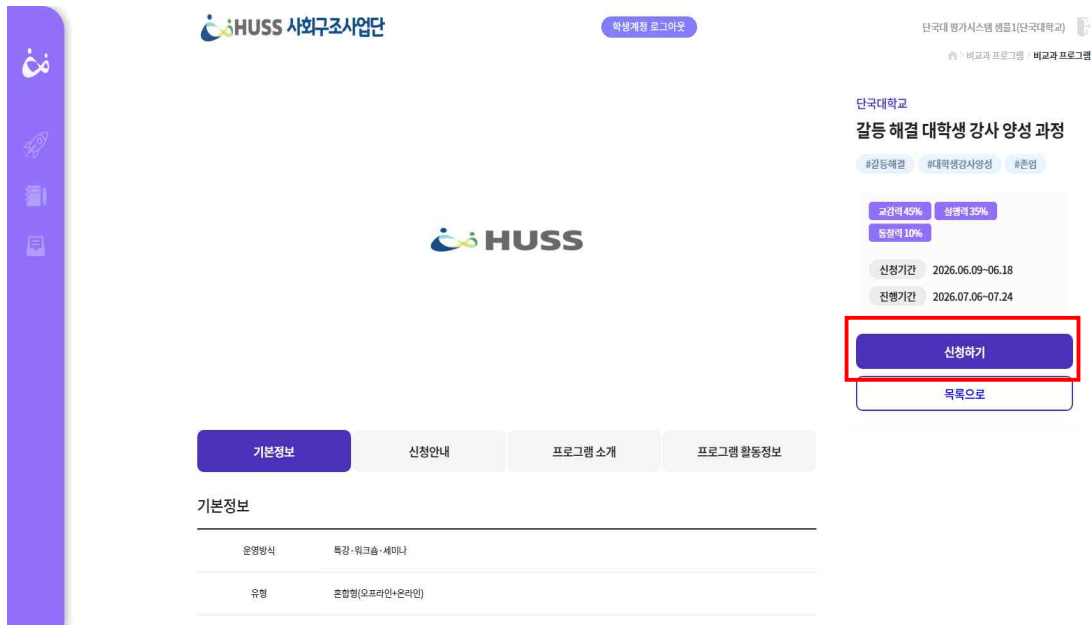 HUSS 사회구조사업단
학생계정 로그아웃
단국대 평가시스템 샘플1(단국대학교)
비교과 프로그램 > 비교과 프로그램
단국대학교
갈등 해결 대학생 강사 양성 과정
#갈등해결 #대학생강사양성 #존엄
교감력 45% 실행력 35%
통찰력 10%
신청기간 2026.06.09~06.18
진행기간 2026.07.06~07.24
신청하기
목록으로
HUSS
기본정보 신청안내 프로그램 소개 프로그램 활동정보
기본정보
운영방식 특강·워크숍·세미나
유형 혼합형(오프라인+온라인)